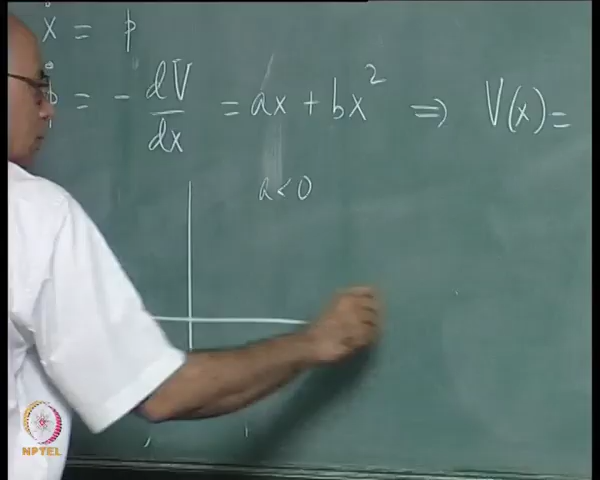 ẋ = p
ṗ = - dV/dx = ax + bx² ⇒ V(x) =
a < 0
NPTEL